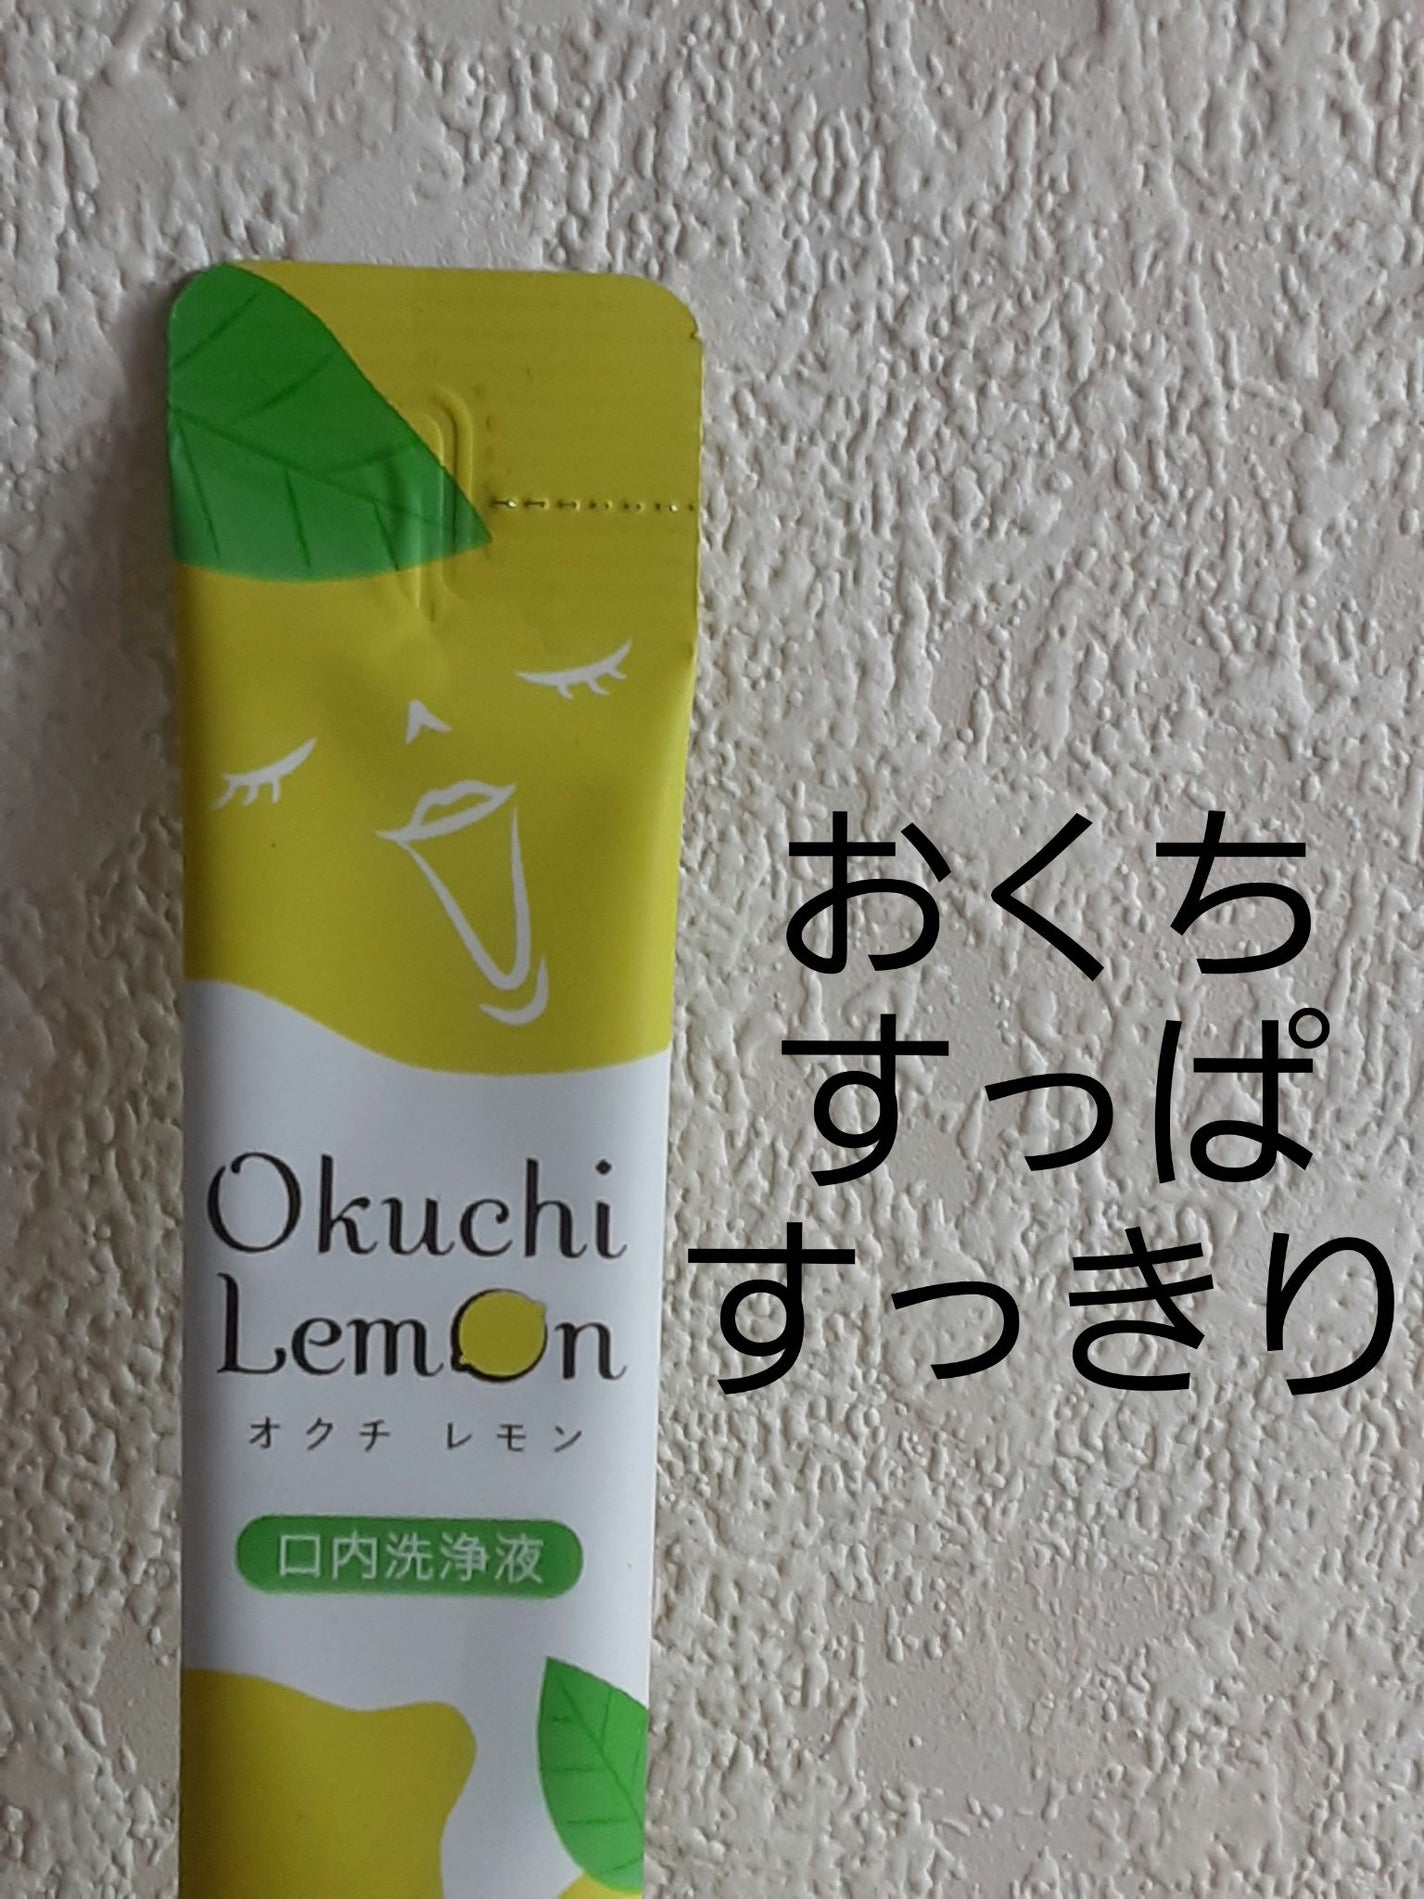 Okuchi
Lemon
オクチ レモン
口内洗浄液
おくち
すっぱ
すっきり